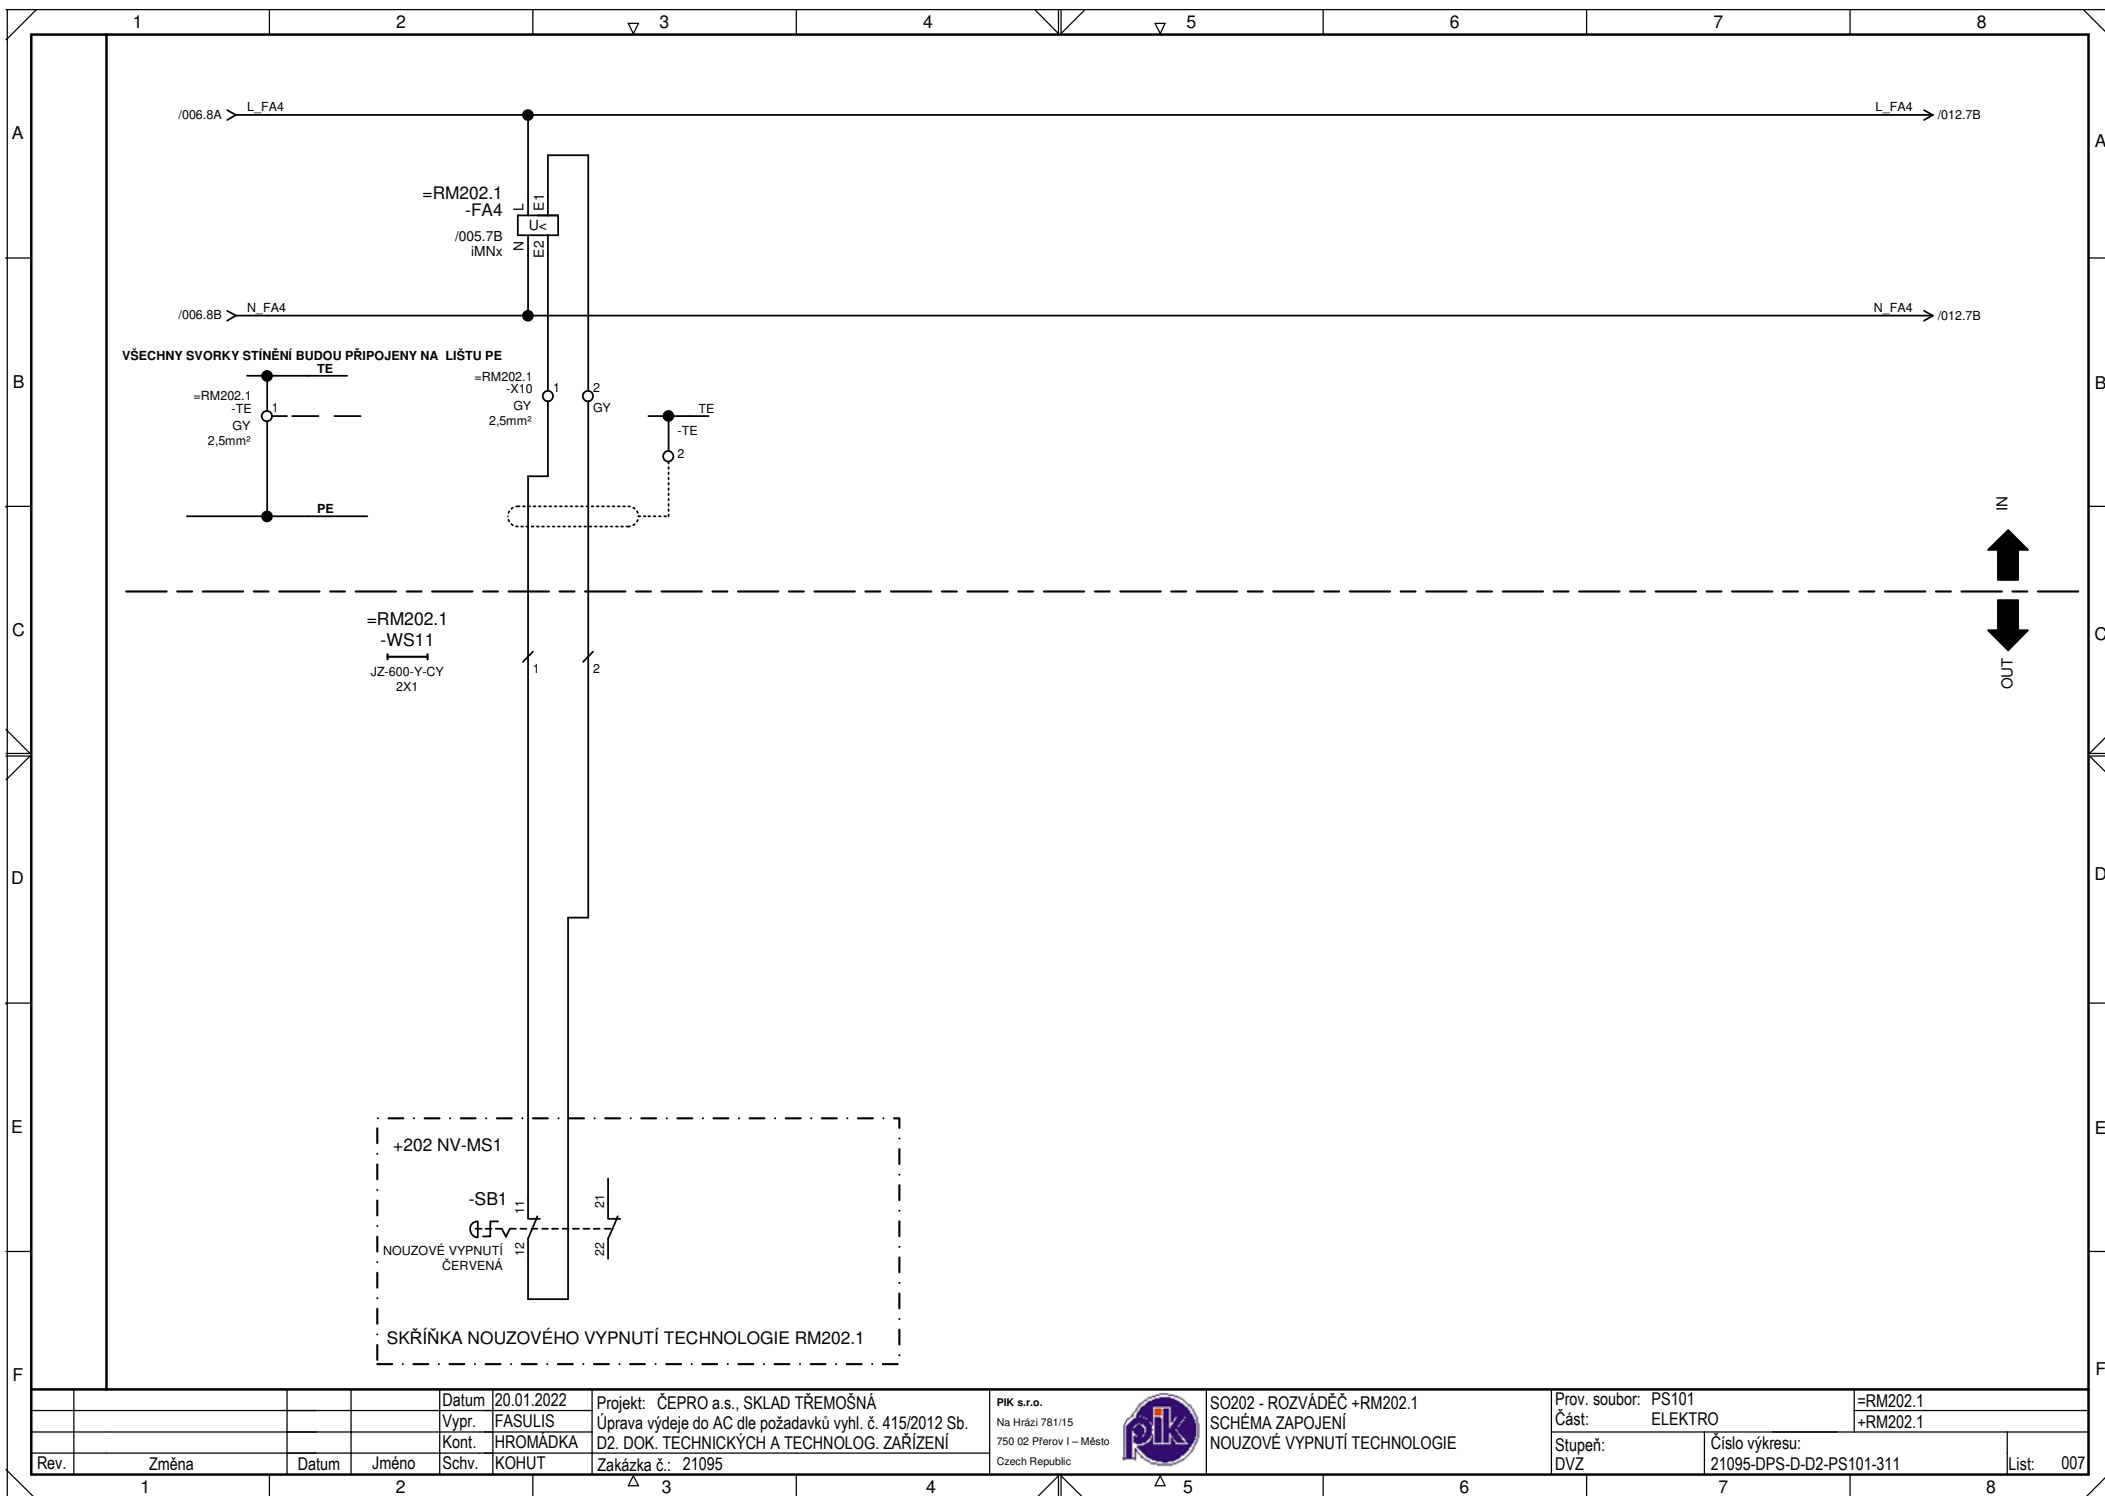 1 2 3 4 5 6 7 8
A
/006.8A L_FA4
L_FA4 /012.7B
A
=RM202.1
-FA4
/005.7B
iMNx
L
E1
U<
N
E2
/006.8B N_FA4
N_FA4 /012.7B
VŠECHNY SVORKY STÍNĚNÍ BUDOU PŘIPOJENY NA LIŠTU PE
TE
B
=RM202.1
-TE
GY
2,5mm²
1
=RM202.1
-X10
GY
2,5mm²
1
2
GY
TE
-TE
2
B
PE
IN
OUT
C
=RM202.1
-WS11
JZ-600-Y-CY
2X1
1
2
C
D
D
E
+202 NV-MS1
E
-SB1
11
12
21
22
NOUZOVÉ VYPNUTÍ
ČERVENÁ
SKŘÍŇKA NOUZOVÉHO VYPNUTÍ TECHNOLOGIE RM202.1
F
F
Rev. Změna Datum Jméno
Datum 20.01.2022
Vypr. FASULIS
Kont. HROMÁDKA
Schv. KOHUT
Projekt: ČEPRO a.s., SKLAD TŘEMOŠNÁ
Úprava výdeje do AC dle požadavků vyhl. č. 415/2012 Sb.
D2. DOK. TECHNICKÝCH A TECHNOLOG. ZAŘÍZENÍ
Zakázka č.: 21095
PIK s.r.o.
Na Hrázi 781/15
750 02 Přerov I – Město
Czech Republic
pik
SO202 - ROZVÁDĚČ +RM202.1
SCHÉMA ZAPOJENÍ
NOUZOVÉ VYPNUTÍ TECHNOLOGIE
Prov. soubor: PS101
Část: ELEKTRO
=RM202.1
+RM202.1
Stupeň:
DVZ
Číslo výkresu:
21095-DPS-D-D2-PS101-311
List: 007
1 2 3 4 5 6 7 8